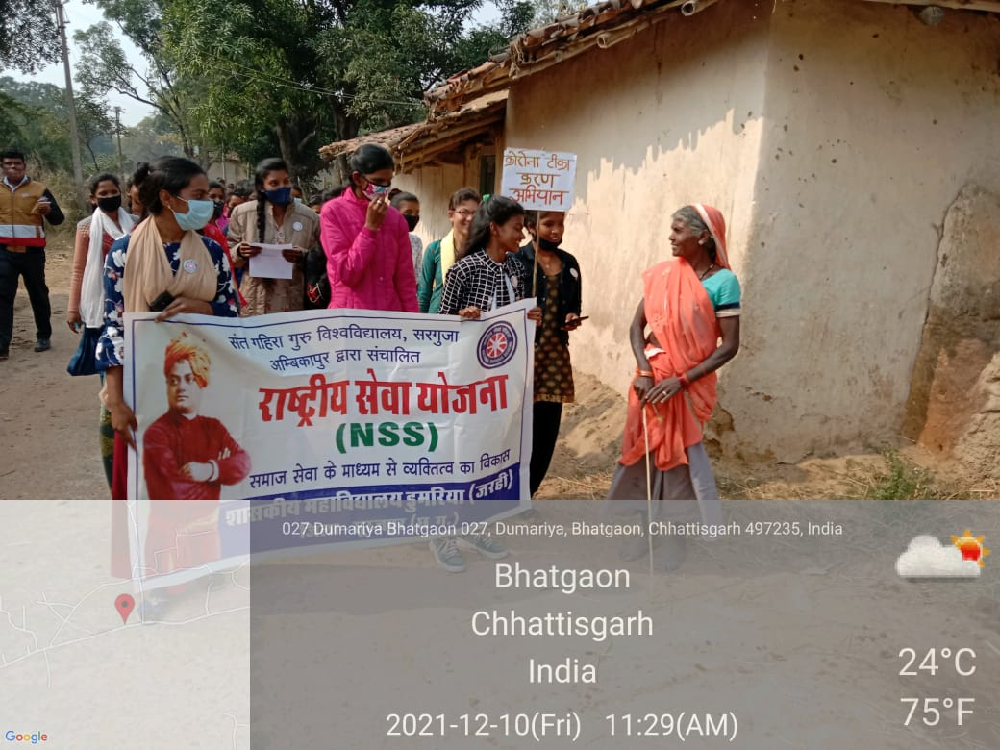 कोरोना टीका
करण
अभियान
संत गहिरा गुरु विश्वविद्यालय, सरगुजा
अम्बिकापुर द्वारा संचालित
राष्ट्रीय सेवा योजना
(NSS)
समाज सेवा के माध्यम से व्यक्तित्व का विकास
शासकीय महाविद्यालय डुमरिया (जरही)
027 Dumariya Bhatgaon 027, Dumariya, Bhatgaon, Chhattisgarh 497235, India
Bhatgaon
Chhattisgarh
India
24°C
75°F
2021-12-10(Fri) 11:29(AM)
Google